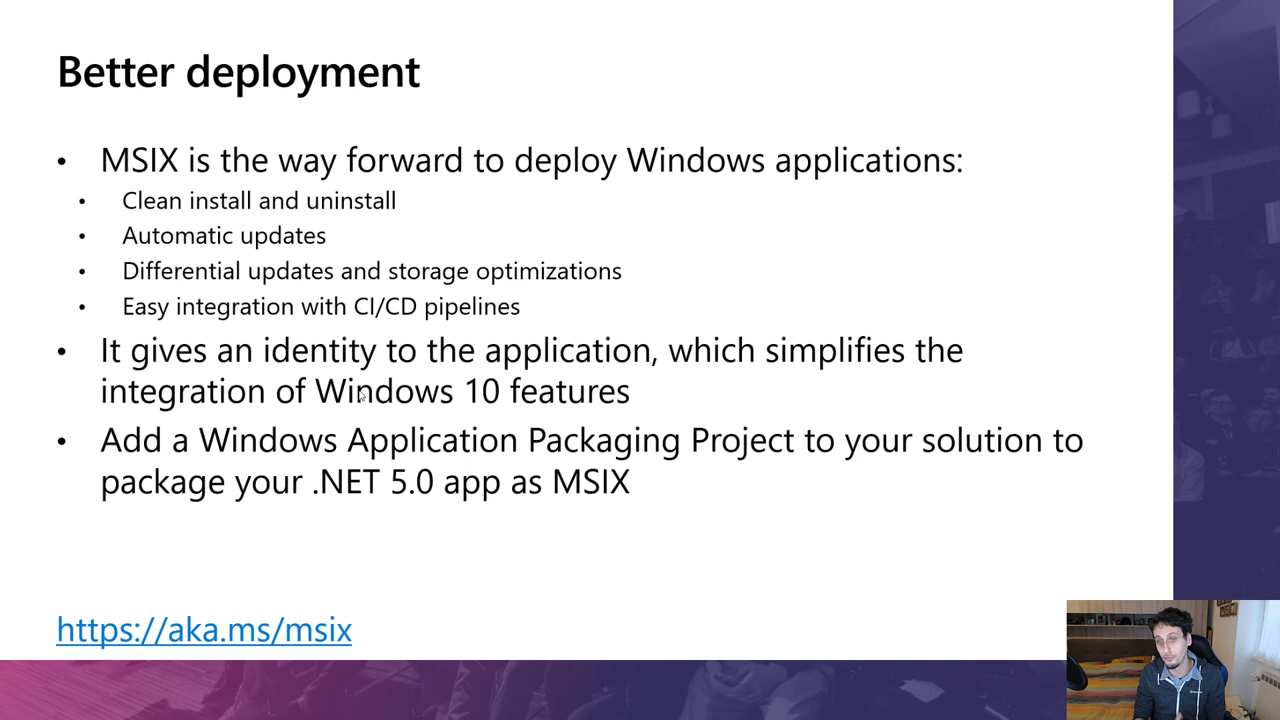 Better deployment
• MSIX is the way forward to deploy Windows applications:
• Clean install and uninstall
• Automatic updates
• Differential updates and storage optimizations
• Easy integration with CI/CD pipelines
• It gives an identity to the application, which simplifies the
integration of Windows 10 features
• Add a Windows Application Packaging Project to your solution to
package your .NET 5.0 app as MSIX
https://aka.ms/msix